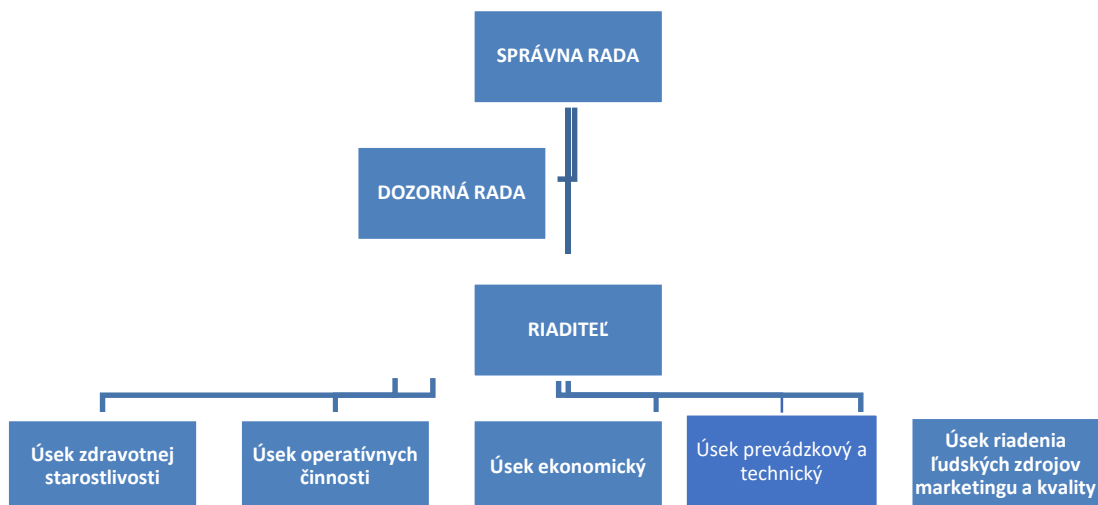 SPRÁVNA RADA
DOZORNÁ RADA
RIADITEĽ
Úsek zdravotnej
starostlivosti
Úsek operatívnych
činnosti
Úsek ekonomický
Úsek prevádzkový a
technický
Úsek riadenia
ľudských zdrojov
marketingu a kvality